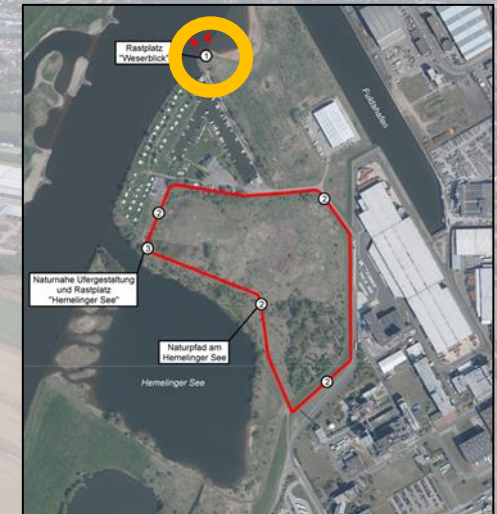 Rastplatz
"Weserblick"
1
Fuldahafen
2
2
3
Naturnahe Ufergestaltung
und Rastplatz
"Hemelinger See"
2
Naturpfad am
Hemelinger See
Hemelinger See
2